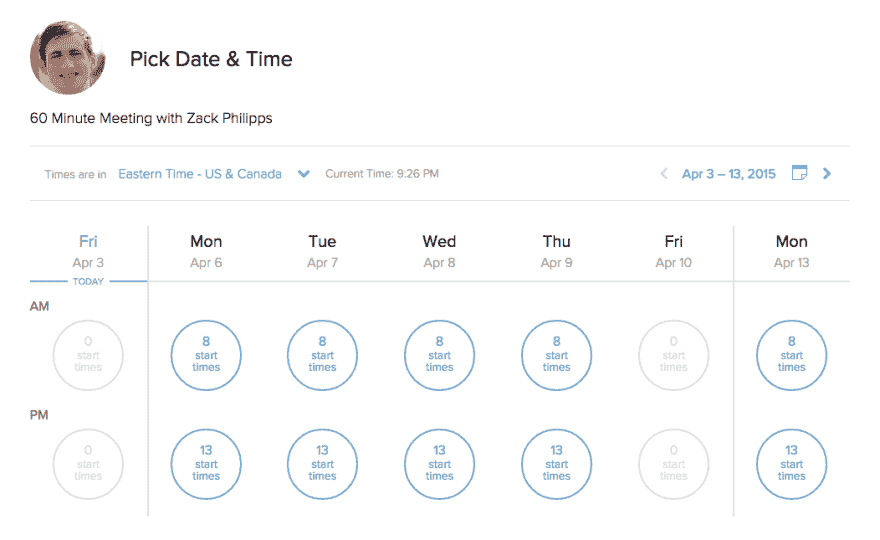 Pick Date & Time
60 Minute Meeting with Zack Philipps
Times are in Eastern Time - US & Canada Current Time: 9:26 PM Apr 3 – 13, 2015
Fri Mon Tue Wed Thu Fri Mon
Apr 3 Apr 6 Apr 7 Apr 8 Apr 9 Apr 10 Apr 13
TODAY
AM
0 8 8 8 8 0 8
start start start start start start start
times times times times times times times
PM
0 13 13 13 13 0 13
start start start start start start start
times times times times times times times